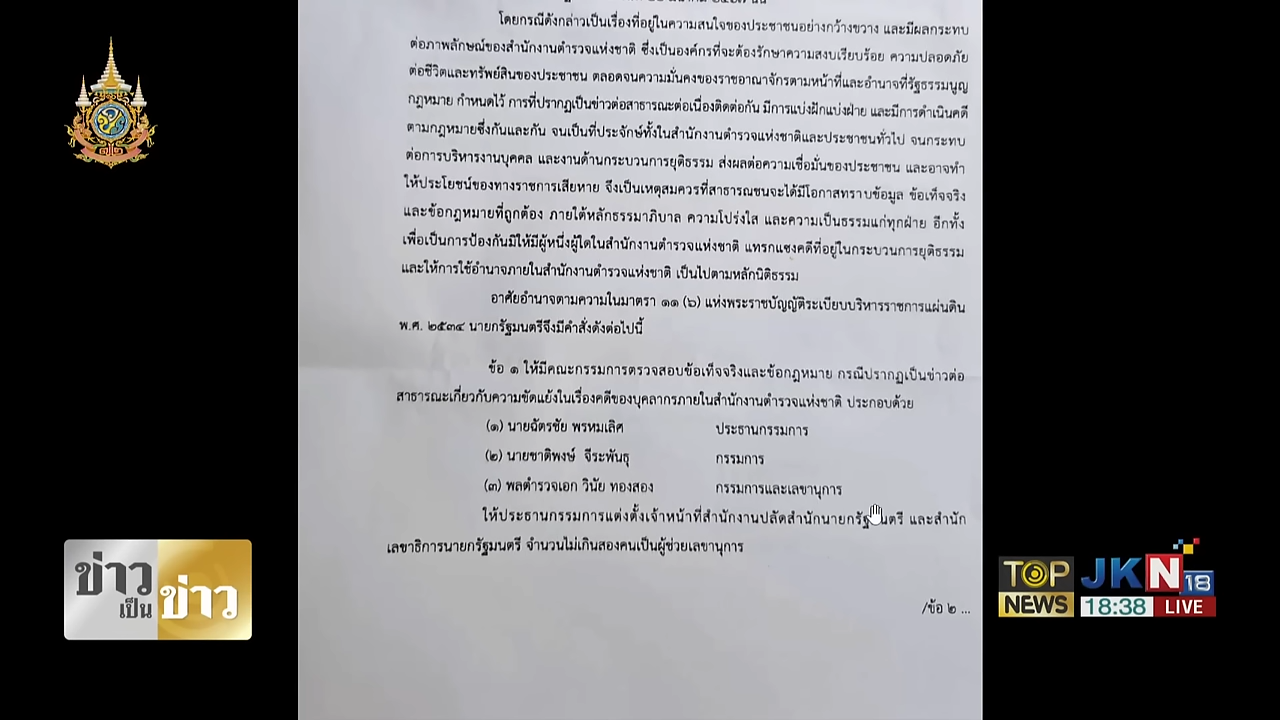 โดยกรณีดังกล่าวเป็นเรื่องที่อยู่ในความสนใจของประชาชนอย่างกว้างขวาง และมีผลกระทบ
ต่อภาพลักษณ์ของสำนักงานตำรวจแห่งชาติ ซึ่งเป็นองค์กรที่จะต้องรักษาความสงบเรียบร้อย ความปลอดภัย
ต่อชีวิตและทรัพย์สินของประชาชน ตลอดจนความมั่นคงของราชอาณาจักรตามหน้าที่และอำนาจที่รัฐธรรมนูญ
กฎหมาย กำหนดไว้ การที่ปรากฏเป็นข่าวต่อสาธารณะต่อเนื่องติดต่อกัน มีการแบ่งฝักแบ่งฝ่าย และมีการดำเนินคดี
ตามกฎหมายซึ่งกันและกัน จนเป็นที่ประจักษ์ทั้งในสำนักงานตำรวจแห่งชาติและประชาชนทั่วไป จนกระทบ
ต่อการบริหารงานบุคคล และงานด้านกระบวนการยุติธรรม ส่งผลต่อความเชื่อมั่นของประชาชน และอาจทำ
ให้ประโยชน์ของทางราชการเสียหาย จึงเป็นเหตุสมควรที่สาธารณชนจะได้มีโอกาสทราบข้อมูล ข้อเท็จจริง
และข้อกฎหมายที่ถูกต้อง ภายใต้หลักธรรมาภิบาล ความโปร่งใส และความเป็นธรรมแก่ทุกฝ่าย อีกทั้ง
เพื่อเป็นการป้องกันมิให้มีผู้หนึ่งผู้ใดในสำนักงานตำรวจแห่งชาติ แทรกแซงคดีที่อยู่ในกระบวนการยุติธรรม
และให้การใช้อำนาจภายในสำนักงานตำรวจแห่งชาติ เป็นไปตามหลักนิติธรรม
อาศัยอำนาจตามความในมาตรา ๑๑ (๖) แห่งพระราชบัญญัติระเบียบบริหารราชการแผ่นดิน
พ.ศ. ๒๕๓๔ นายกรัฐมนตรีจึงมีคำสั่งดังต่อไปนี้
ข้อ ๑ ให้มีคณะกรรมการตรวจสอบข้อเท็จจริงและข้อกฎหมาย กรณีปรากฏเป็นข่าวต่อ
สาธารณะเกี่ยวกับความขัดแย้งในเรื่องคดีของบุคลากรภายในสำนักงานตำรวจแห่งชาติ ประกอบด้วย
(๑) นายฉัตรชัย พรหมเลิศ ประธานกรรมการ
(๒) นายชาติพงษ์ จีระพันธุ กรรมการ
(๓) พลตำรวจเอก วินัย ทองสอง กรรมการและเลขานุการ
ให้ประธานกรรมการแต่งตั้งเจ้าหน้าที่สำนักงานปลัดสำนักนายกรัฐมนตรี และสำนัก
เลขาธิการนายกรัฐมนตรี จำนวนไม่เกินสองคนเป็นผู้ช่วยเลขานุการ
/ข้อ ๒ ...
ข่าว
เป็น
ข่าว
TOP
NEWS
JKN 18
18:38 LIVE